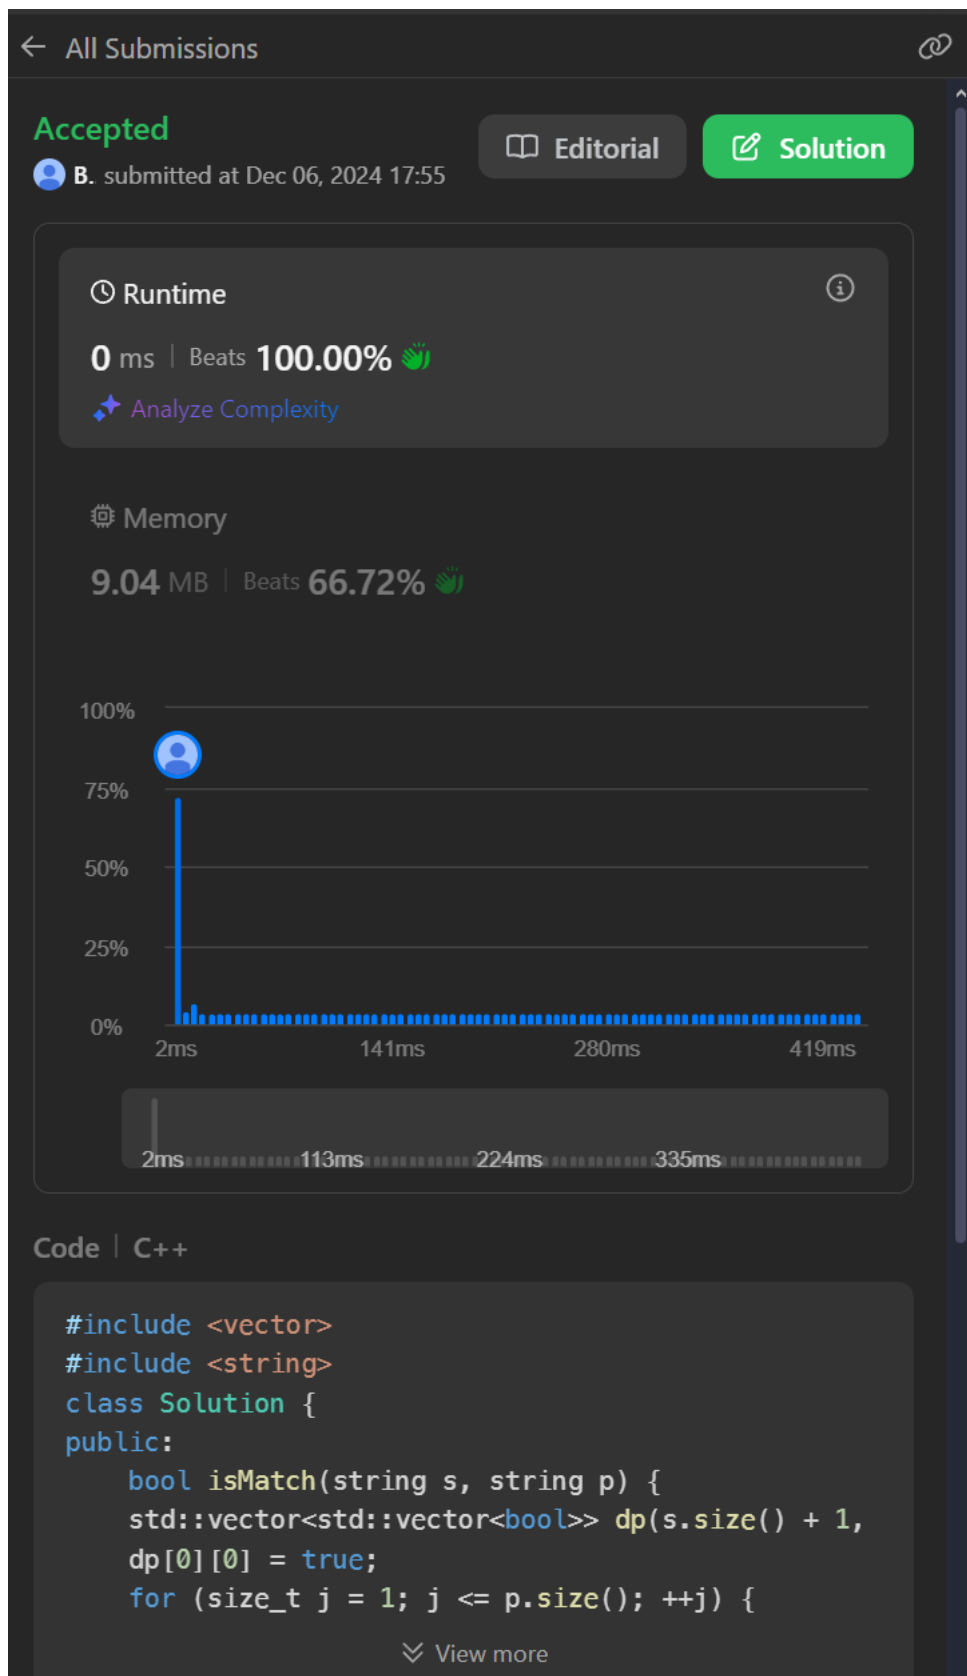 All Submissions
Accepted
B. submitted at Dec 06, 2024 17:55
Editorial
Solution
Runtime
0 ms | Beats 100.00%
Analyze Complexity
Memory
9.04 MB | Beats 66.72%
100%
75%
50%
25%
0%
2ms 141ms 280ms 419ms
2ms 113ms 224ms 335ms
Code | C++
#include <vector>
#include <string>
class Solution {
public:
    bool isMatch(string s, string p) {
    std::vector<std::vector<bool>> dp(s.size() + 1,
    dp[0][0] = true;
    for (size_t j = 1; j <= p.size(); ++j) {
View more